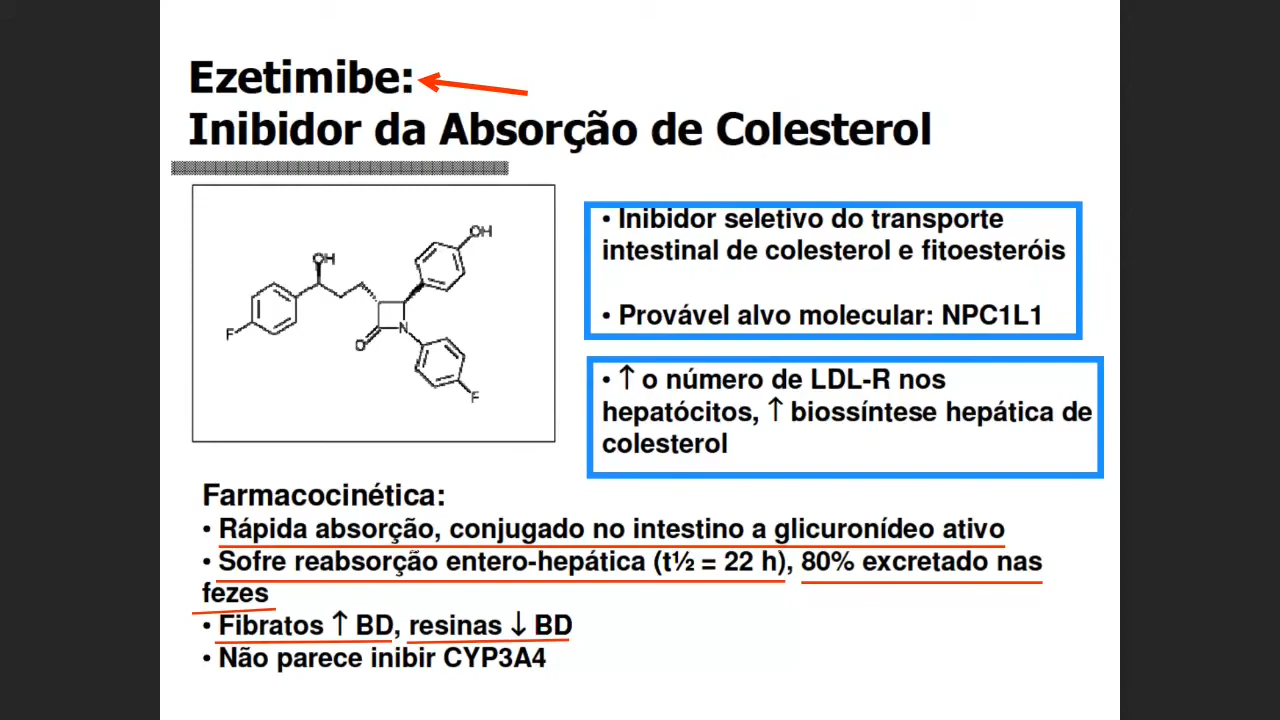 Ezetimibe:
Inibidor da Absorção de Colesterol
OH
OH
F
O
N
F
• Inibidor seletivo do transporte
intestinal de colesterol e fitoesteróis
• Provável alvo molecular: NPC1L1
• ↑ o número de LDL-R nos
hepatócitos, ↑ biossíntese hepática de
colesterol
Farmacocinética:
• Rápida absorção, conjugado no intestino a glicuronídeo ativo
• Sofre reabsorção entero-hepática (t½ = 22 h), 80% excretado nas
fezes
• Fibratos ↑ BD, resinas ↓ BD
• Não parece inibir CYP3A4